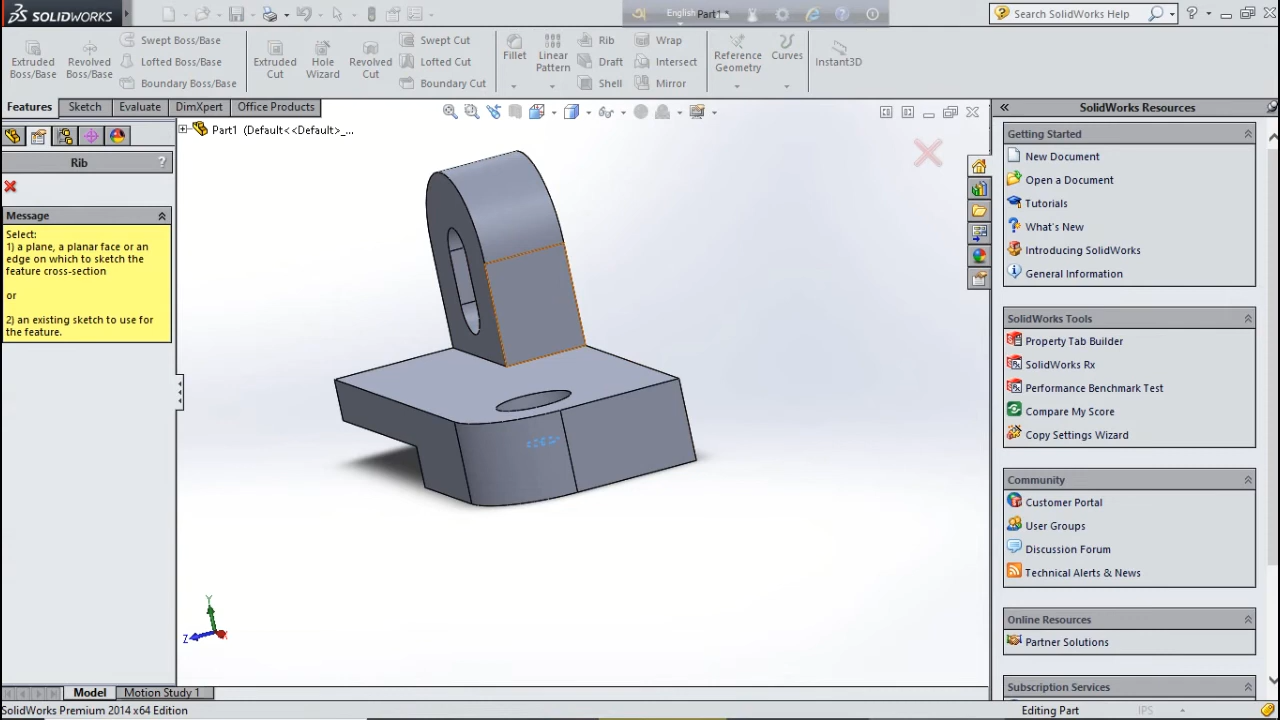 SOLIDWORKS
English
Part1 *
Search SolidWorks Help
Extruded Boss/Base
Revolved Boss/Base
Swept Boss/Base
Lofted Boss/Base
Boundary Boss/Base
Extruded Cut
Hole Wizard
Revolved Cut
Swept Cut
Lofted Cut
Boundary Cut
Fillet
Linear Pattern
Rib
Draft
Shell
Wrap
Intersect
Mirror
Reference Geometry
Curves
Instant3D
Features
Sketch
Evaluate
DimXpert
Office Products
Part1 (Default<<Default>_...
Rib
?
Message
Select:
1) a plane, a planar face or an
edge on which to sketch the
feature cross-section
or
2) an existing sketch to use for
the feature.
Y
Z
X
SolidWorks Resources
Getting Started
New Document
Open a Document
Tutorials
What's New
Introducing SolidWorks
General Information
SolidWorks Tools
Property Tab Builder
SolidWorks Rx
Performance Benchmark Test
Compare My Score
Copy Settings Wizard
Community
Customer Portal
User Groups
Discussion Forum
Technical Alerts & News
Online Resources
Partner Solutions
Subscription Services
Model
Motion Study 1
SolidWorks Premium 2014 x64 Edition
Editing Part
IPS